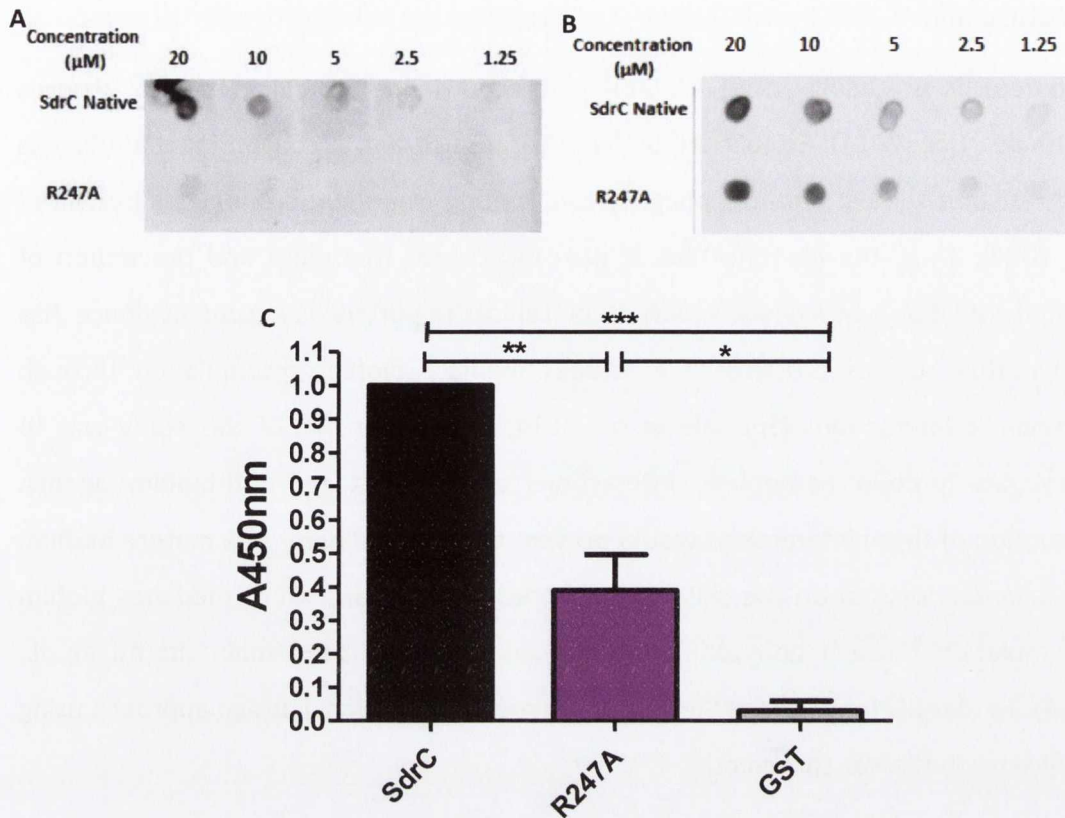 A
Concentration
(µM)
20 10 5 2.5 1.25
SdrC Native
R247A
B
Concentration
(µM)
20 10 5 2.5 1.25
SdrC Native
R247A
C
***
** *
1.1
1.0
0.9
0.8
0.7
0.6
0.5
0.4
0.3
0.2
0.1
0.0
A450nm
SdrC
R247A
GST